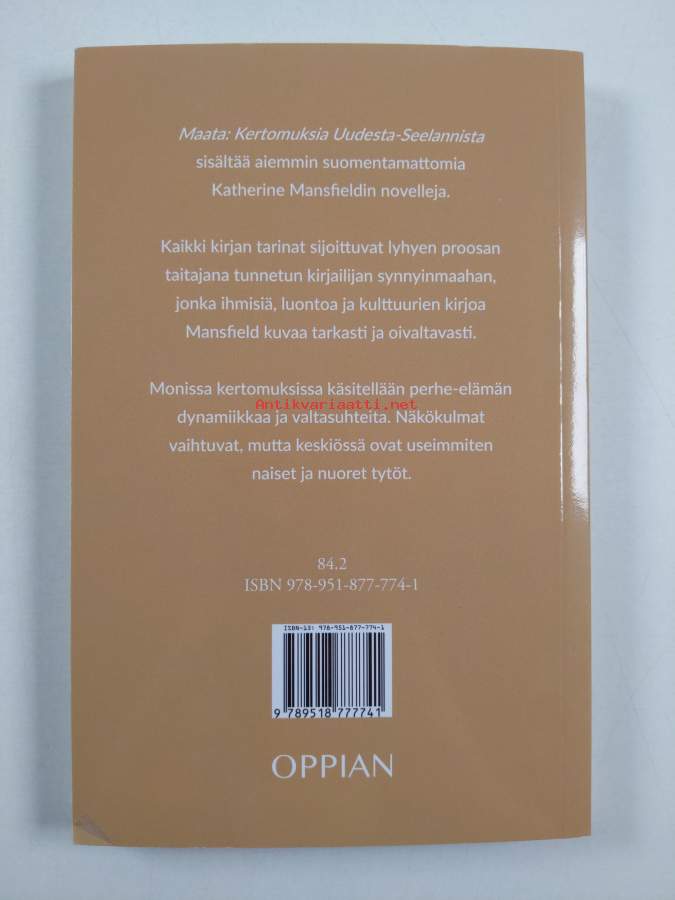 Maata: Kertomuksia Uudesta-Seelannista
sisältää aiemmin suomentamattomia
Katherine Mansfieldin novelleja.
Kaikki kirjan tarinat sijoittuvat lyhyen proosan
taitajana tunnetun kirjailijan synnyinmaahan,
jonka ihmisiä, luontoa ja kulttuurien kirjoa
Mansfield kuvaa tarkasti ja oivaltavasti.
Monissa kertomuksissa käsitellään perhe-elämän
Antikvariaatti.net
dynamiikkaa ja valtasuhteita. Näkökulmat
vaihtuvat, mutta keskiössä ovat useimmiten
naiset ja nuoret tytöt.
84.2
ISBN 978-951-877-774-1
ISBN-13: 978-951-877-774-1
9 789518 777741
OPPIAN